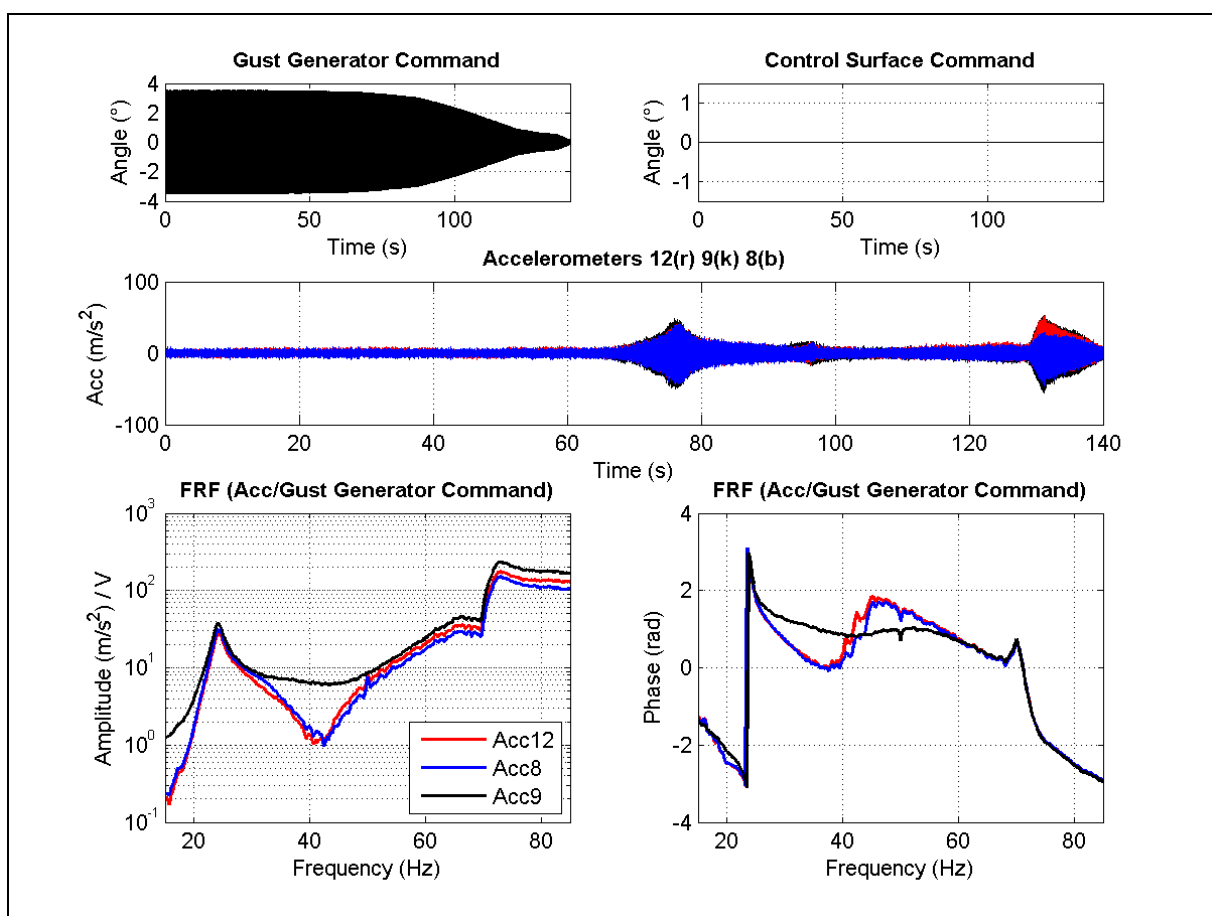 Gust Generator Command
Angle (°)
4
2
0
-2
-4
0 50 100
Time (s)
Control Surface Command
Angle (°)
1
0
-1
0 50 100
Time (s)
Accelerometers 12(r) 9(k) 8(b)
Acc (m/s²)
100
0
-100
0 20 40 60 80 100 120 140
Time (s)
FRF (Acc/Gust Generator Command)
Amplitude (m/s²) / V
10³
10²
10¹
10⁰
10⁻¹
Acc12
Acc8
Acc9
20 40 60 80
Frequency (Hz)
FRF (Acc/Gust Generator Command)
Phase (rad)
4
2
0
-2
-4
20 40 60 80
Frequency (Hz)